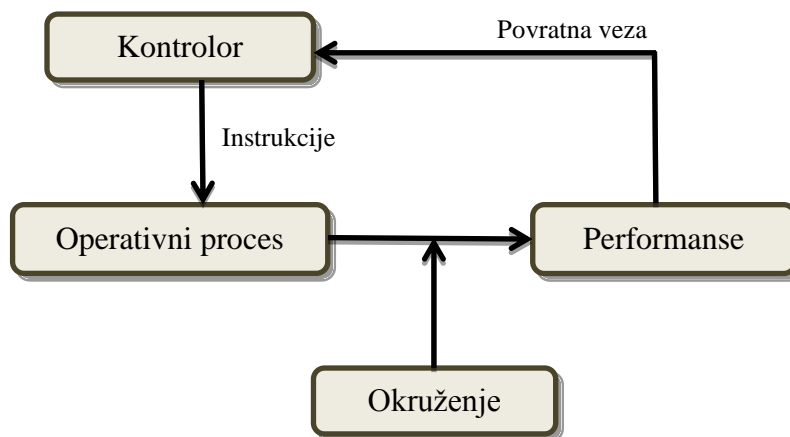 Povratna veza
Kontrolor
Instrukcije
Operativni proces
Performanse
Okruženje